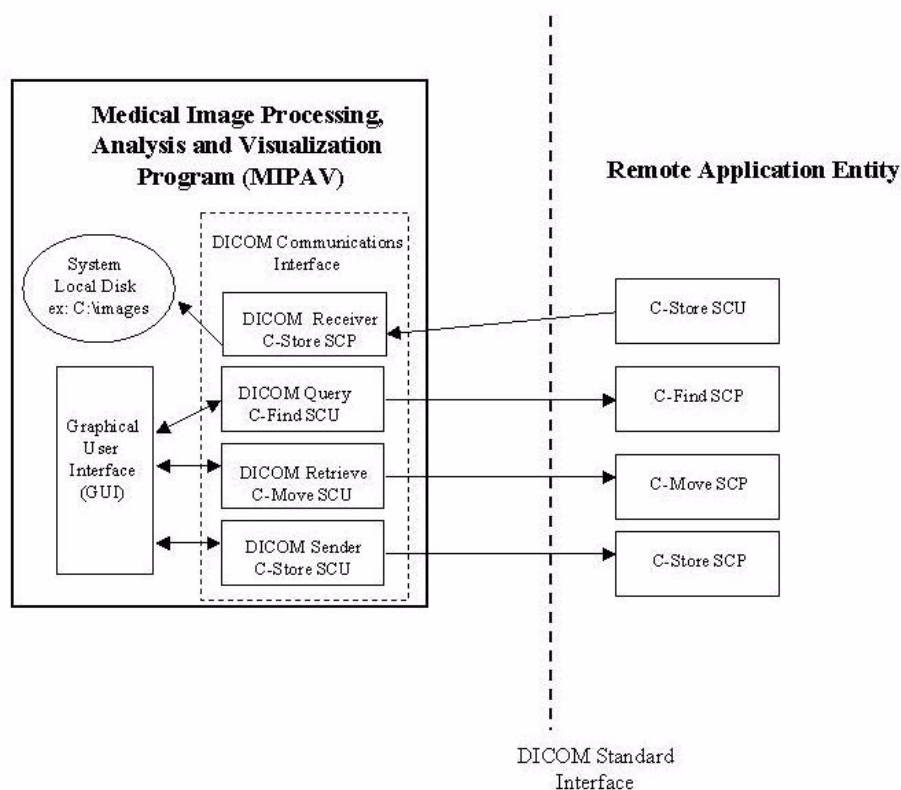 Medical Image Processing,
Analysis and Visualization
Program (MIPAV)
Remote Application Entity
DICOM Communications
Interface
System
Local Disk
ex: C:\images
DICOM Receiver
C-Store SCP
C-Store SCU
DICOM Query
C-Find SCU
C-Find SCP
Graphical
User
Interface
(GUI)
DICOM Retrieve
C-Move SCU
C-Move SCP
DICOM Sender
C-Store SCU
C-Store SCP
DICOM Standard
Interface